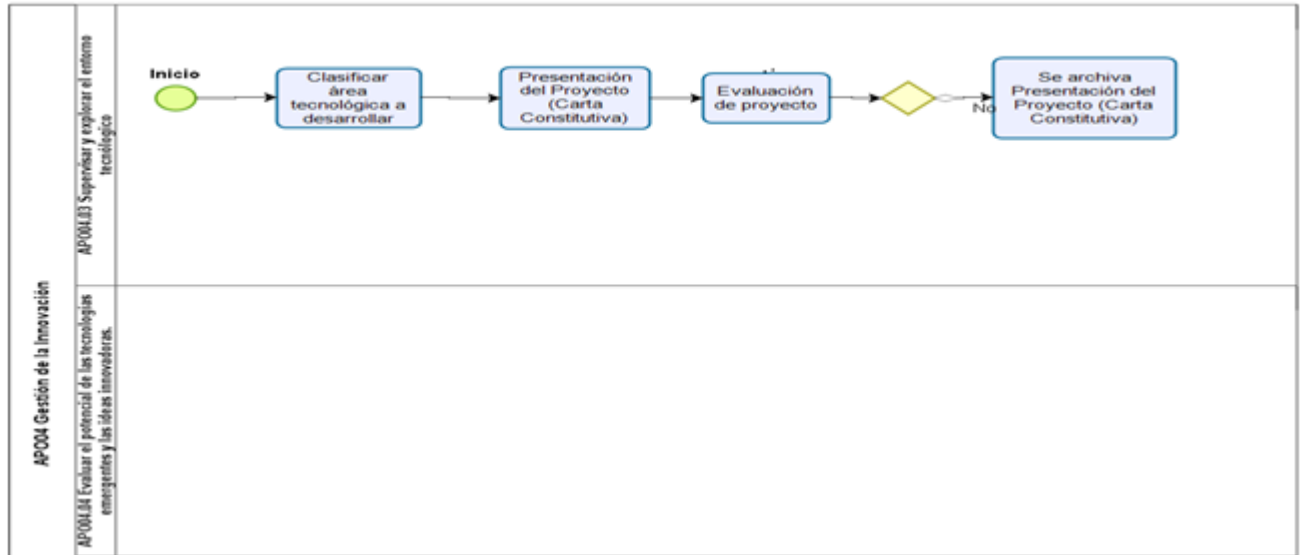 APO04 Gestión de la Innovación
APO04.03 Supervisar y explorar el entorno
tecnólogico
Inicio
Clasificar
área
tecnológica a
desarrollar
Presentación
del Proyecto
(Carta
Constitutiva)
Evaluación
de proyecto
No
Se archiva
Presentación del
Proyecto (Carta
Constitutiva)
APO04.04 Evaluar el potencial de las tecnologías
emergentes y las ideas innovadoras.